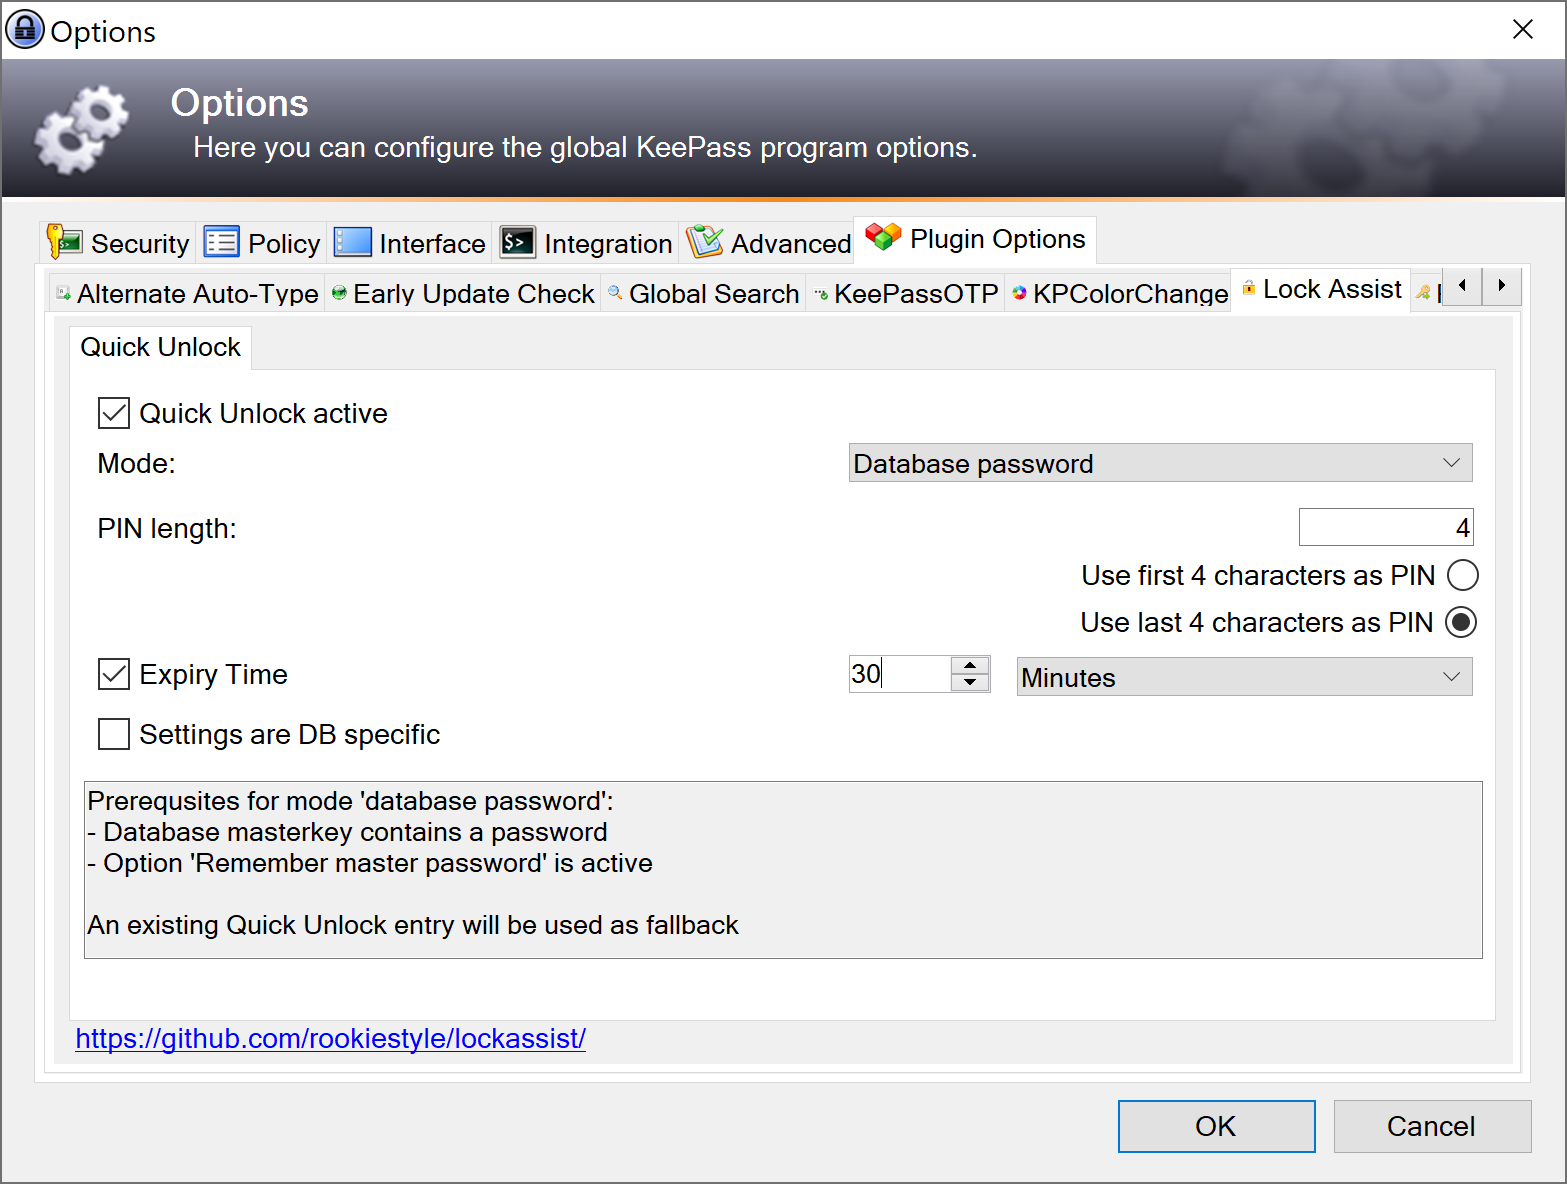 Options
Options
Here you can configure the global KeePass program options.
Security Policy Interface Integration Advanced Plugin Options
Alternate Auto-Type Early Update Check Global Search KeePassOTP KPColorChange Lock Assist
Quick Unlock
Quick Unlock active
Mode: Database password
PIN length: 4
Use first 4 characters as PIN
Use last 4 characters as PIN
Expiry Time 30 Minutes
Settings are DB specific
Prerequsites for mode 'database password':
- Database masterkey contains a password
- Option 'Remember master password' is active
An existing Quick Unlock entry will be used as fallback
https://github.com/rookiestyle/lockassist/
OK Cancel